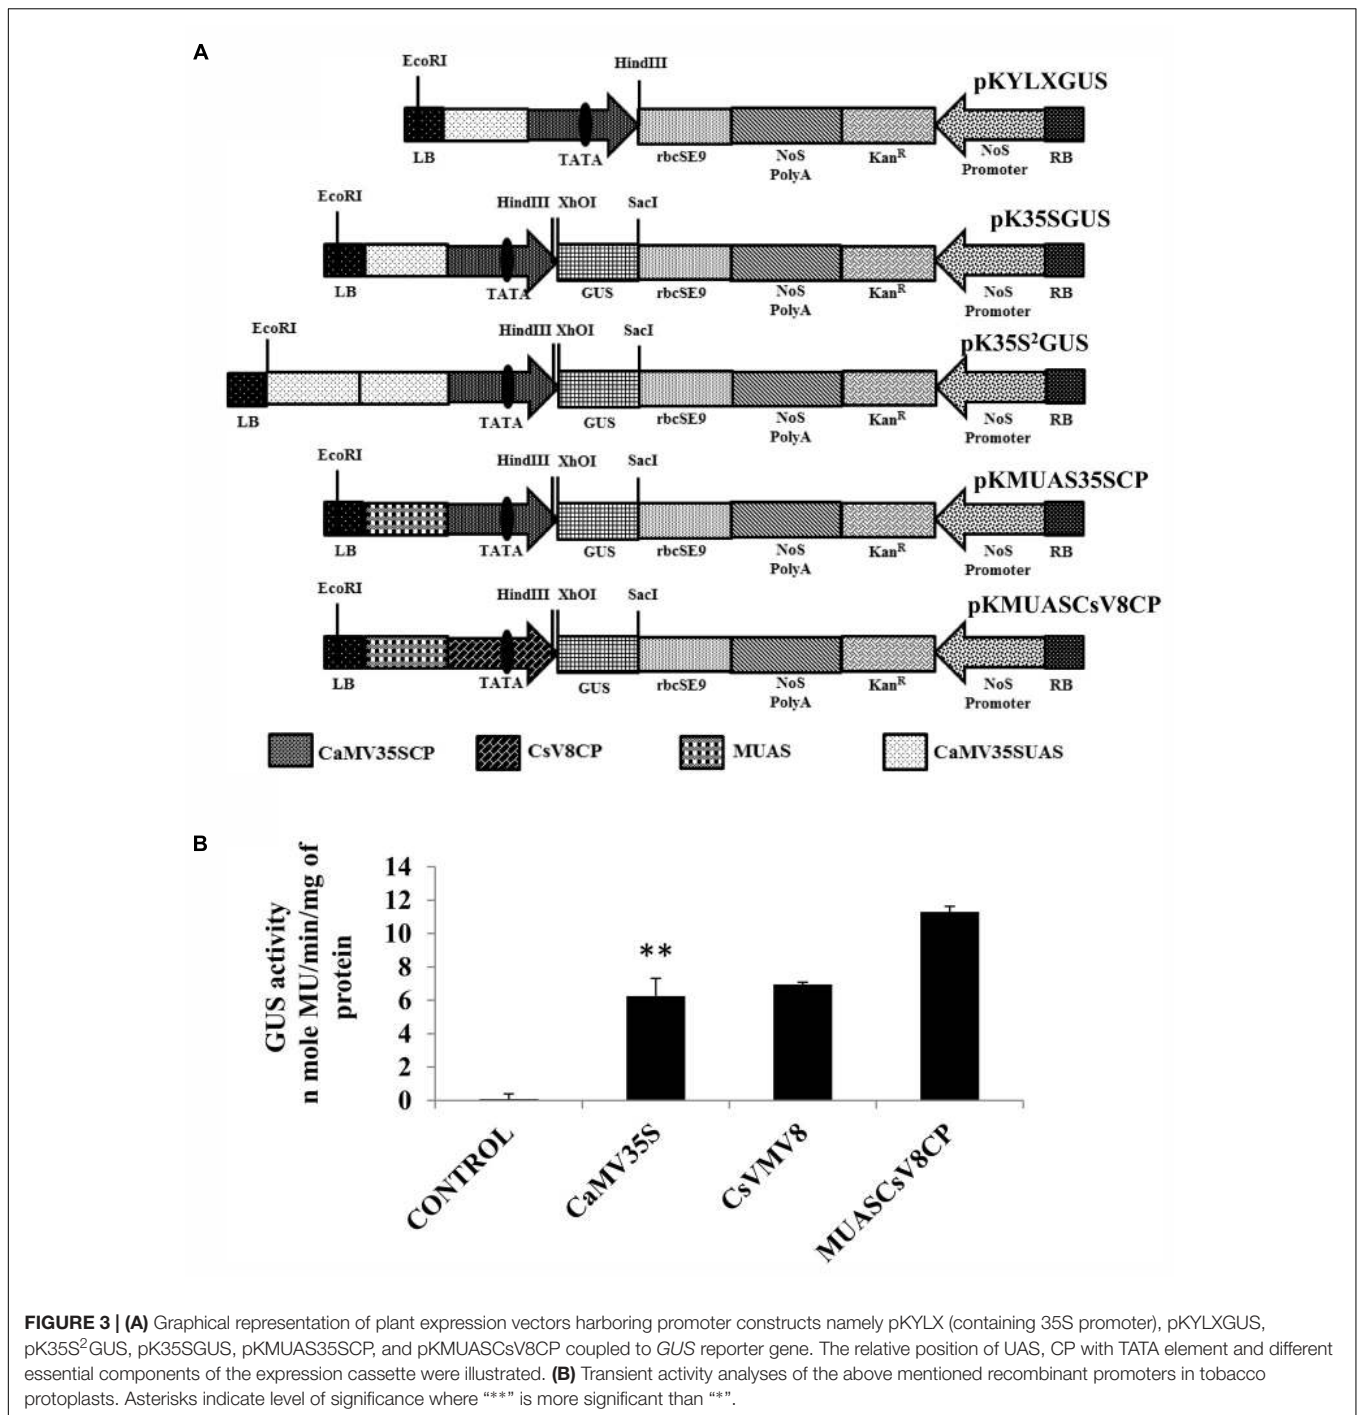 A
EcoRI HindIII pKYLXGUS
LB TATA rbcSE9 NoS PolyA Kan^R NoS Promoter RB
EcoRI HindIII XhOI SacI pK35SGUS
LB TATA GUS rbcSE9 NoS PolyA Kan^R NoS Promoter RB
EcoRI HindIII XhOI SacI pK35S²GUS
LB TATA GUS rbcSE9 NoS PolyA Kan^R NoS Promoter RB
EcoRI HindIII XhOI SacI pKMUAS35SCP
LB TATA GUS rbcSE9 NoS PolyA Kan^R NoS Promoter RB
EcoRI HindIII XhOI SacI pKMUASCsV8CP
LB TATA GUS rbcSE9 NoS PolyA Kan^R NoS Promoter RB
CaMV35SCP CsV8CP MUAS CaMV35SUAS
B
GUS activity
n mole MU/min/mg of
protein
14
12
10
8
6
4
2
0
**
CONTROL
CaMV35S
CsVMV8
MUASCsV8CP
FIGURE 3 | (A) Graphical representation of plant expression vectors harboring promoter constructs namely pKYLX (containing 35S promoter), pKYLXGUS,
pK35S²GUS, pK35SGUS, pKMUAS35SCP, and pKMUASCsV8CP coupled to GUS reporter gene. The relative position of UAS, CP with TATA element and different
essential components of the expression cassette were illustrated. (B) Transient activity analyses of the above mentioned recombinant promoters in tobacco
protoplasts. Asterisks indicate level of significance where “**” is more significant than “*”.